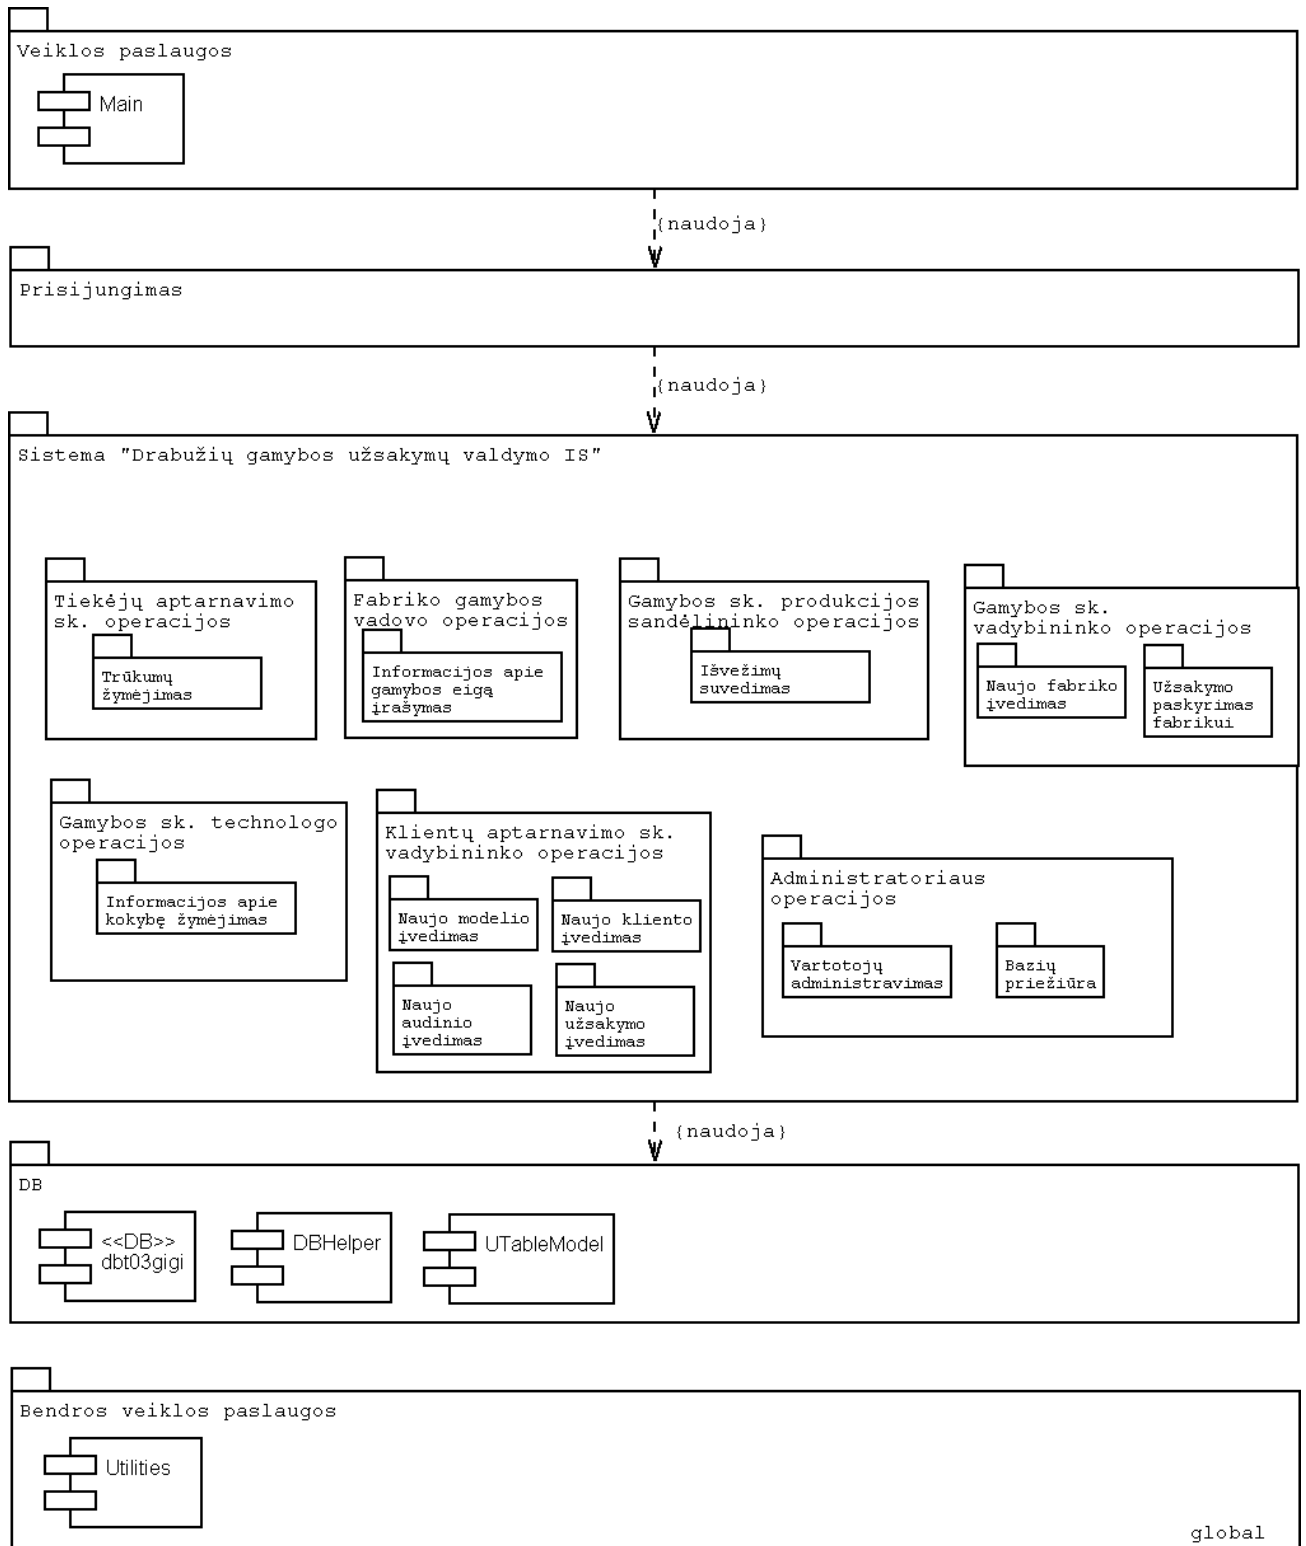 Veiklos paslaugos
Main
{naudoja}
Prisijungimas
{naudoja}
Sistema "Drabužių gamybos užsakymų valdymo IS"
Tiekėjų aptarnavimo
sk. operacijos
Trūkumų
žymėjimas
Fabriko gamybos
vadovo operacijos
Informacijos apie
gamybos eigą
įrašymas
Gamybos sk. produkcijos
sandėlininko operacijos
Išvežimų
suvedimas
Gamybos sk.
vadybininko operacijos
Naujo fabriko
įvedimas
Užsakymo
paskyrimas
fabrikui
Gamybos sk. technologo
operacijos
Informacijos apie
kokybę žymėjimas
Klientų aptarnavimo sk.
vadybininko operacijos
Naujo modelio
įvedimas
Naujo kliento
įvedimas
Naujo
audinio
įvedimas
Naujo
užsakymo
įvedimas
Administratoriaus
operacijos
Vartotojų
administravimas
Bazių
priežiūra
{naudoja}
DB
<<DB>>
dbt03gigi
DBHelper
UTableModel
Bendros veiklos paslaugos
Utilities
global